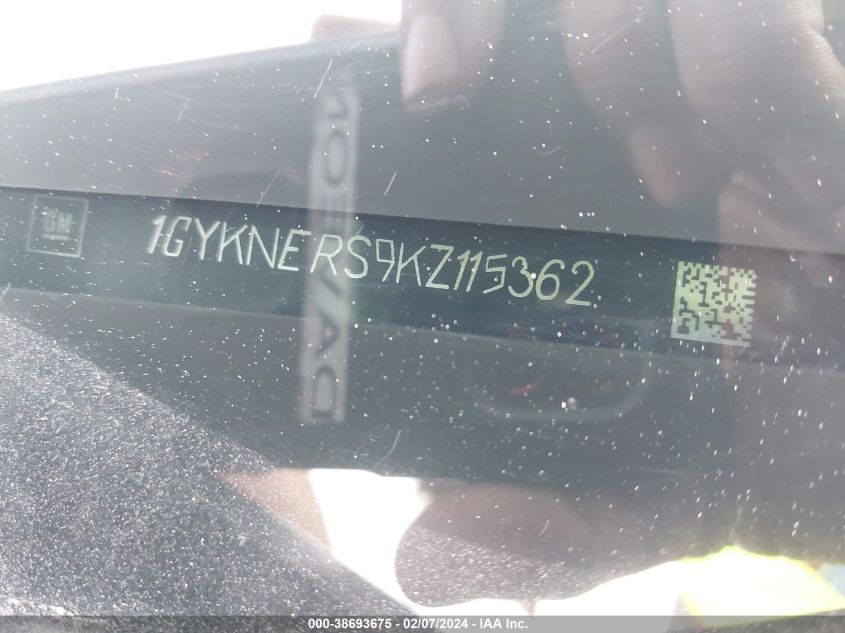 GM
1GYKNERS9KZ115362
000-38693675 - 02/07/2024 - IAA Inc.